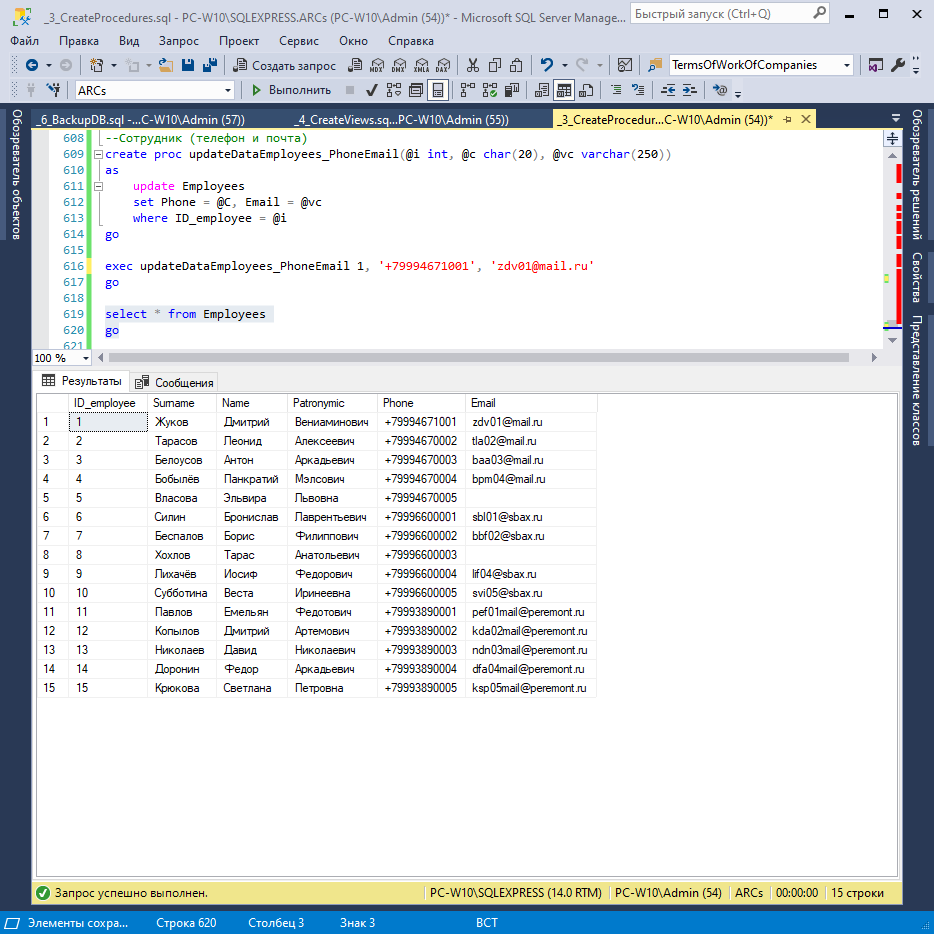 _3_CreateProcedures.sql - PC-W10\SQLEXPRESS.ARCs (PC-W10\Admin (54))* - Microsoft SQL Server Manage...
Быстрый запуск (Ctrl+Q)
Файл Правка Вид Запрос Проект Сервис Окно Справка
Создать запрос MDX DMX XMLA DAX TermsOfWorkOfCompanies
ARCs Выполнить
_6_BackupDB.sql -...C-W10\Admin (57)) _4_CreateViews.sq...PC-W10\Admin (55)) _3_CreateProcedur...C-W10\Admin (54))*
Обозреватель объектов
Обозреватель решений
Свойства
Представление классов
608 --Сотрудник (телефон и почта)
609 create proc updateDataEmployees_PhoneEmail(@i int, @c char(20), @vc varchar(250))
610 as
611 update Employees
612 set Phone = @C, Email = @vc
613 where ID_employee = @i
614 go
615
616 exec updateDataEmployees_PhoneEmail 1, '+79994671001', 'zdv01@mail.ru'
617 go
618
619 select * from Employees
620 go
621
100 %
Результаты Сообщения
ID_employee Surname Name Patronymic Phone Email
1 1 Жуков Дмитрий Вениаминович +79994671001 zdv01@mail.ru
2 2 Тарасов Леонид Алексеевич +79994670002 tla02@mail.ru
3 3 Белоусов Антон Аркадьевич +79994670003 baa03@mail.ru
4 4 Бобылёв Панкратий Мэлсович +79994670004 bpm04@mail.ru
5 5 Власова Эльвира Львовна +79994670005
6 6 Силин Бронислав Лаврентьевич +79996600001 sbl01@sbax.ru
7 7 Беспалов Борис Филиппович +79996600002 bbf02@sbax.ru
8 8 Хохлов Тарас Анатольевич +79996600003
9 9 Лихачёв Иосиф Федорович +79996600004 lif04@sbax.ru
10 10 Субботина Веста Иринеевна +79996600005 svi05@sbax.ru
11 11 Павлов Емельян Федотович +79993890001 pef01mail@peremont.ru
12 12 Копылов Дмитрий Артемович +79993890002 kda02mail@peremont.ru
13 13 Николаев Давид Николаевич +79993890003 ndn03mail@peremont.ru
14 14 Доронин Федор Аркадьевич +79993890004 dfa04mail@peremont.ru
15 15 Крюкова Светлана Петровна +79993890005 ksp05mail@peremont.ru
Запрос успешно выполнен. PC-W10\SQLEXPRESS (14.0 RTM) PC-W10\Admin (54) ARCs 00:00:00 15 строки
Элементы сохра... Строка 620 Столбец 3 Знак 3 ВСТ